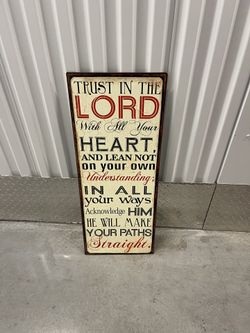 TRUST IN THE
LORD
With All Your
HEART,
AND LEAN NOT
on your own
Understanding;
IN ALL
your ways
Acknowledge HIM
HE WILL MAKE
YOUR PATHS
Straight.